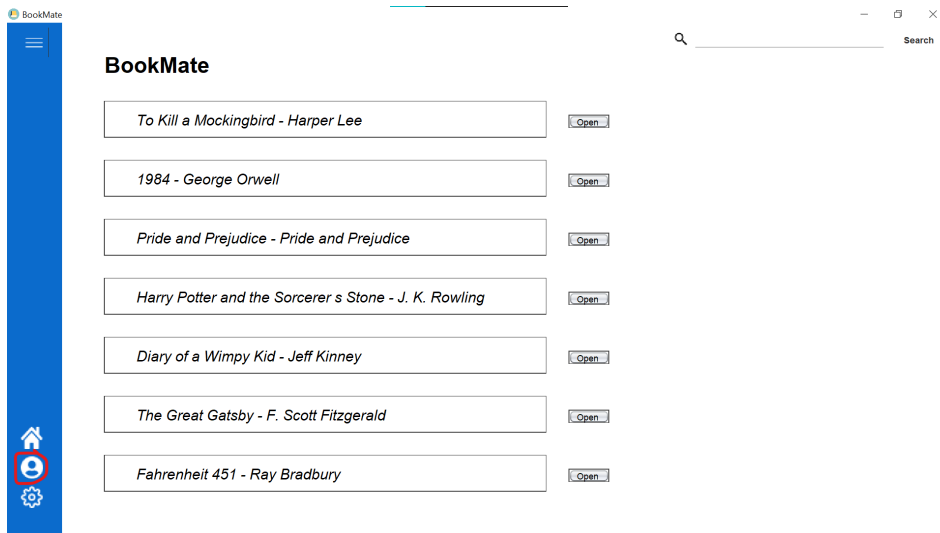 BookMate
Search
BookMate
To Kill a Mockingbird - Harper Lee
Open
1984 - George Orwell
Open
Pride and Prejudice - Pride and Prejudice
Open
Harry Potter and the Sorcerer s Stone - J. K. Rowling
Open
Diary of a Wimpy Kid - Jeff Kinney
Open
The Great Gatsby - F. Scott Fitzgerald
Open
Fahrenheit 451 - Ray Bradbury
Open